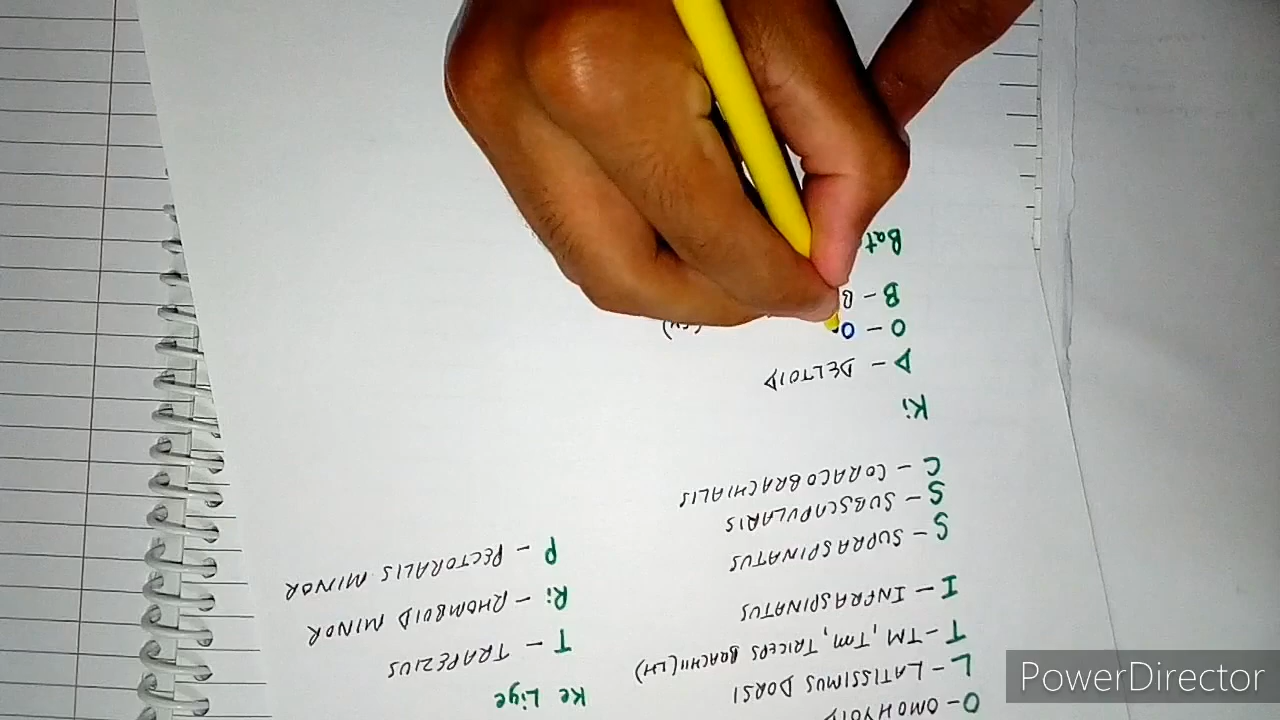 O - OMOHYOID
L - LATISSIMUS DORSI
T - TM, Tm, TRICEPS BRACHII(LH)
I - INFRASPINATUS
S - SUPRASPINATUS
S - SUBSCAPULARIS
C - CORACOBRACHIALIS
Ki
D - DELTOID
O - O
B - B
Bat
Ke Liye
T - TRAPEZIUS
Ri - RHOMBOID MINOR
P - PECTORALIS MINOR
PowerDirector